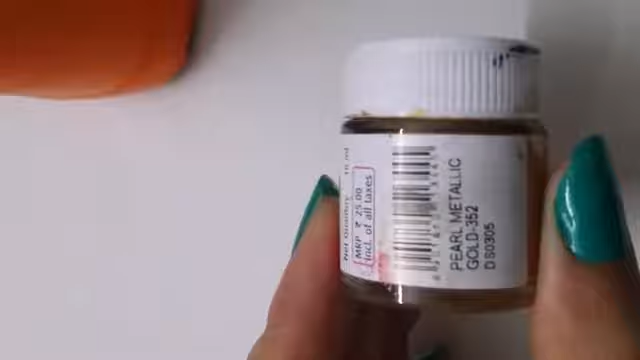 Net Quantity 15 ml
MRP ₹ 25.00
Incl. of all taxes
PEARL METALLIC
GOLD-352
DS0305